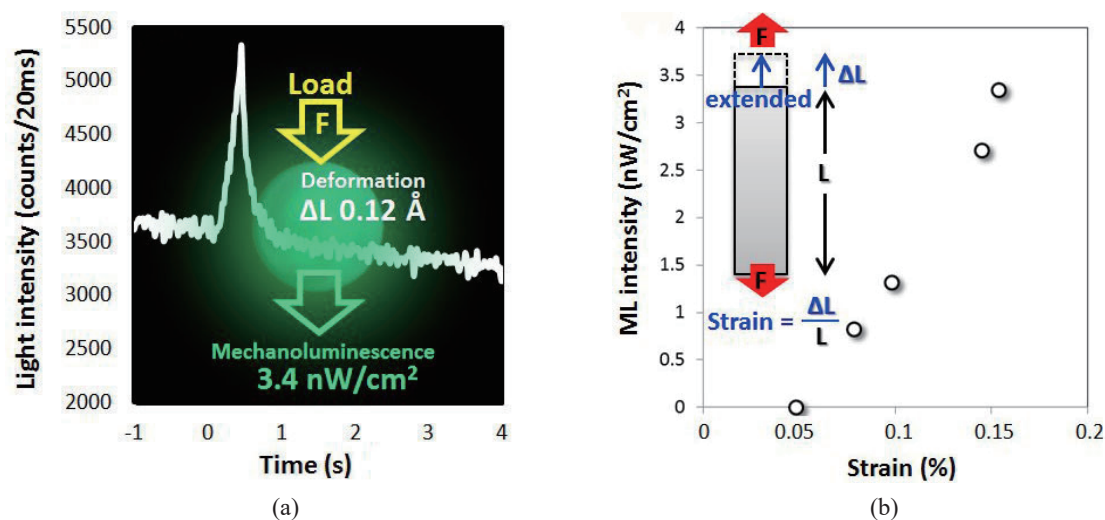 5500
5000
4500
4000
3500
3000
2500
2000
Light intensity (counts/20ms)
-1
0
1
2
3
4
Time (s)
Load
F
Deformation
ΔL 0.12 Å
Mechanoluminescence
3.4 nW/cm²
(a)
4
3.5
3
2.5
2
1.5
1
0.5
0
ML intensity (nW/cm²)
0
0.05
0.1
0.15
0.2
Strain (%)
F
extended
ΔL
L
F
Strain = ΔL
L
(b)